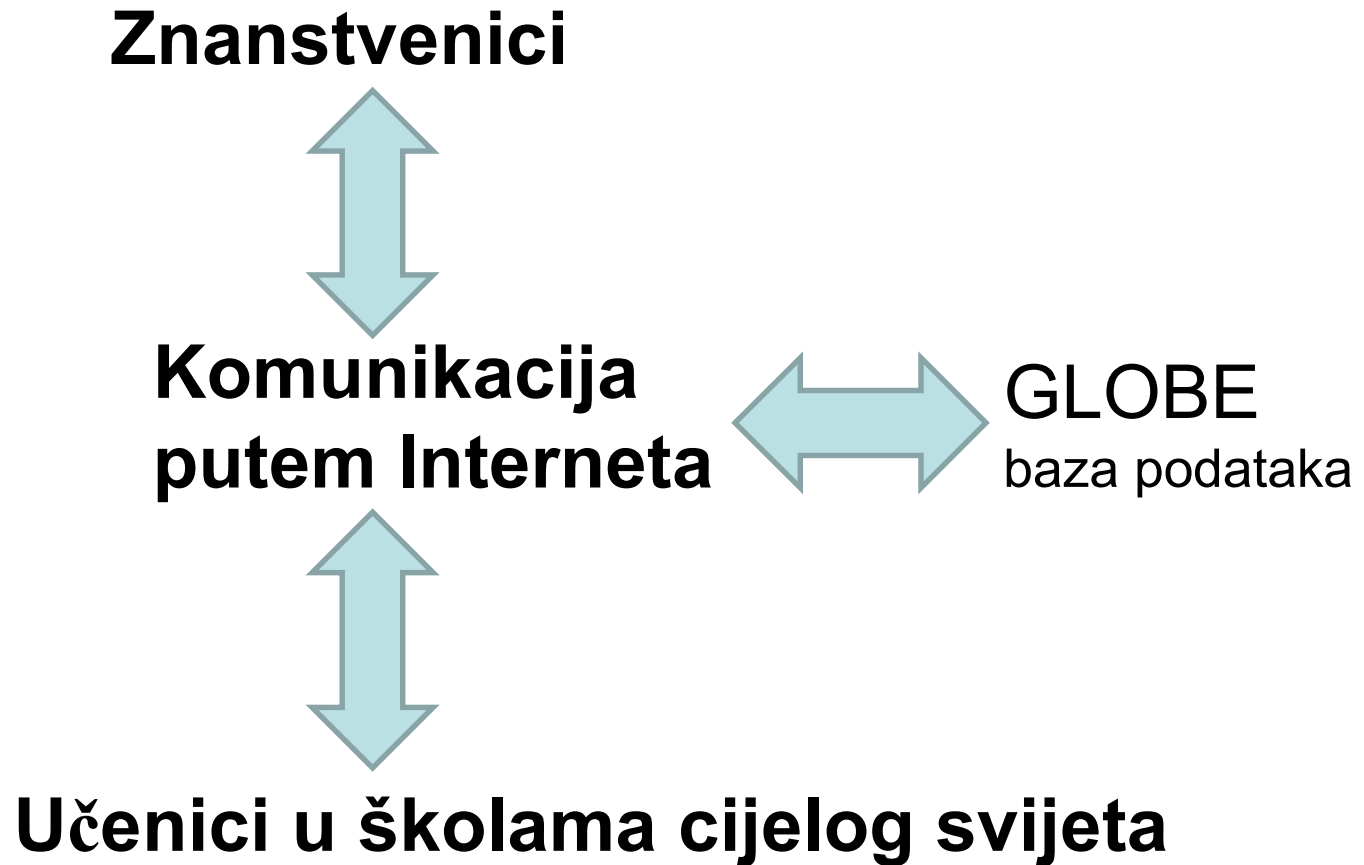 Znanstvenici
Komunikacija
putem Interneta
GLOBE
baza podataka
Učenici u školama cijelog svijeta